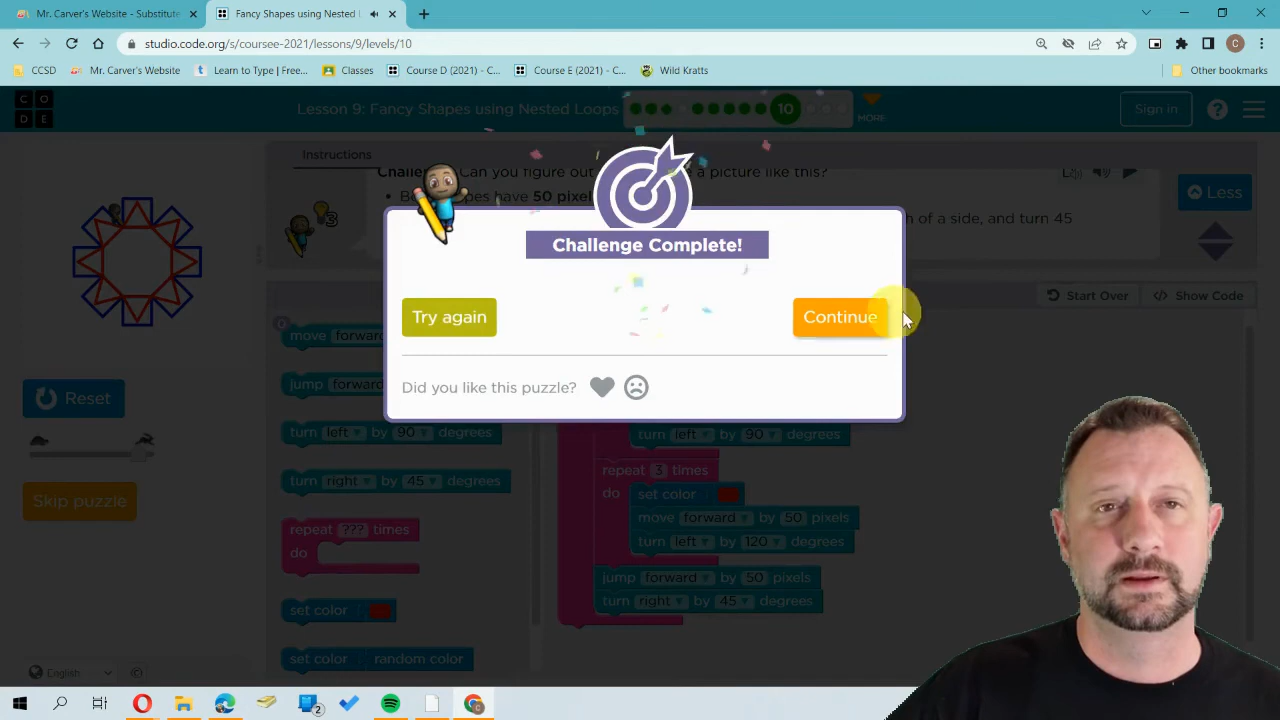 Mr. Carver's Website - Substitute
Fancy Shapes using Nested L
studio.code.org/s/coursee-2021/lessons/9/levels/10
C
CCSD
Mr. Carver's Website
Learn to Type | Free...
Classes
Course D (2021) - C...
Course E (2021) - C...
Wild Kratts
Other bookmarks
C O
D E
Lesson 9: Fancy Shapes using Nested Loops
10
MORE
Sign in
?
Instructions
Can you figure out
a picture like this?
have 50 pixel
n of a side, and turn 45
3
Less
Challenge Complete!
Try again
Continue
Did you like this puzzle?
Start Over
Show Code
move forward
jump forward
turn left by 90 degrees
turn right by 45 degrees
repeat ??? times
do
set color
set color random color
Reset
Skip puzzle
English
turn left by 90 degrees
repeat 3 times
do set color
move forward by 50 pixels
turn left by 120 degrees
jump forward by 50 pixels
turn right by 45 degrees
2